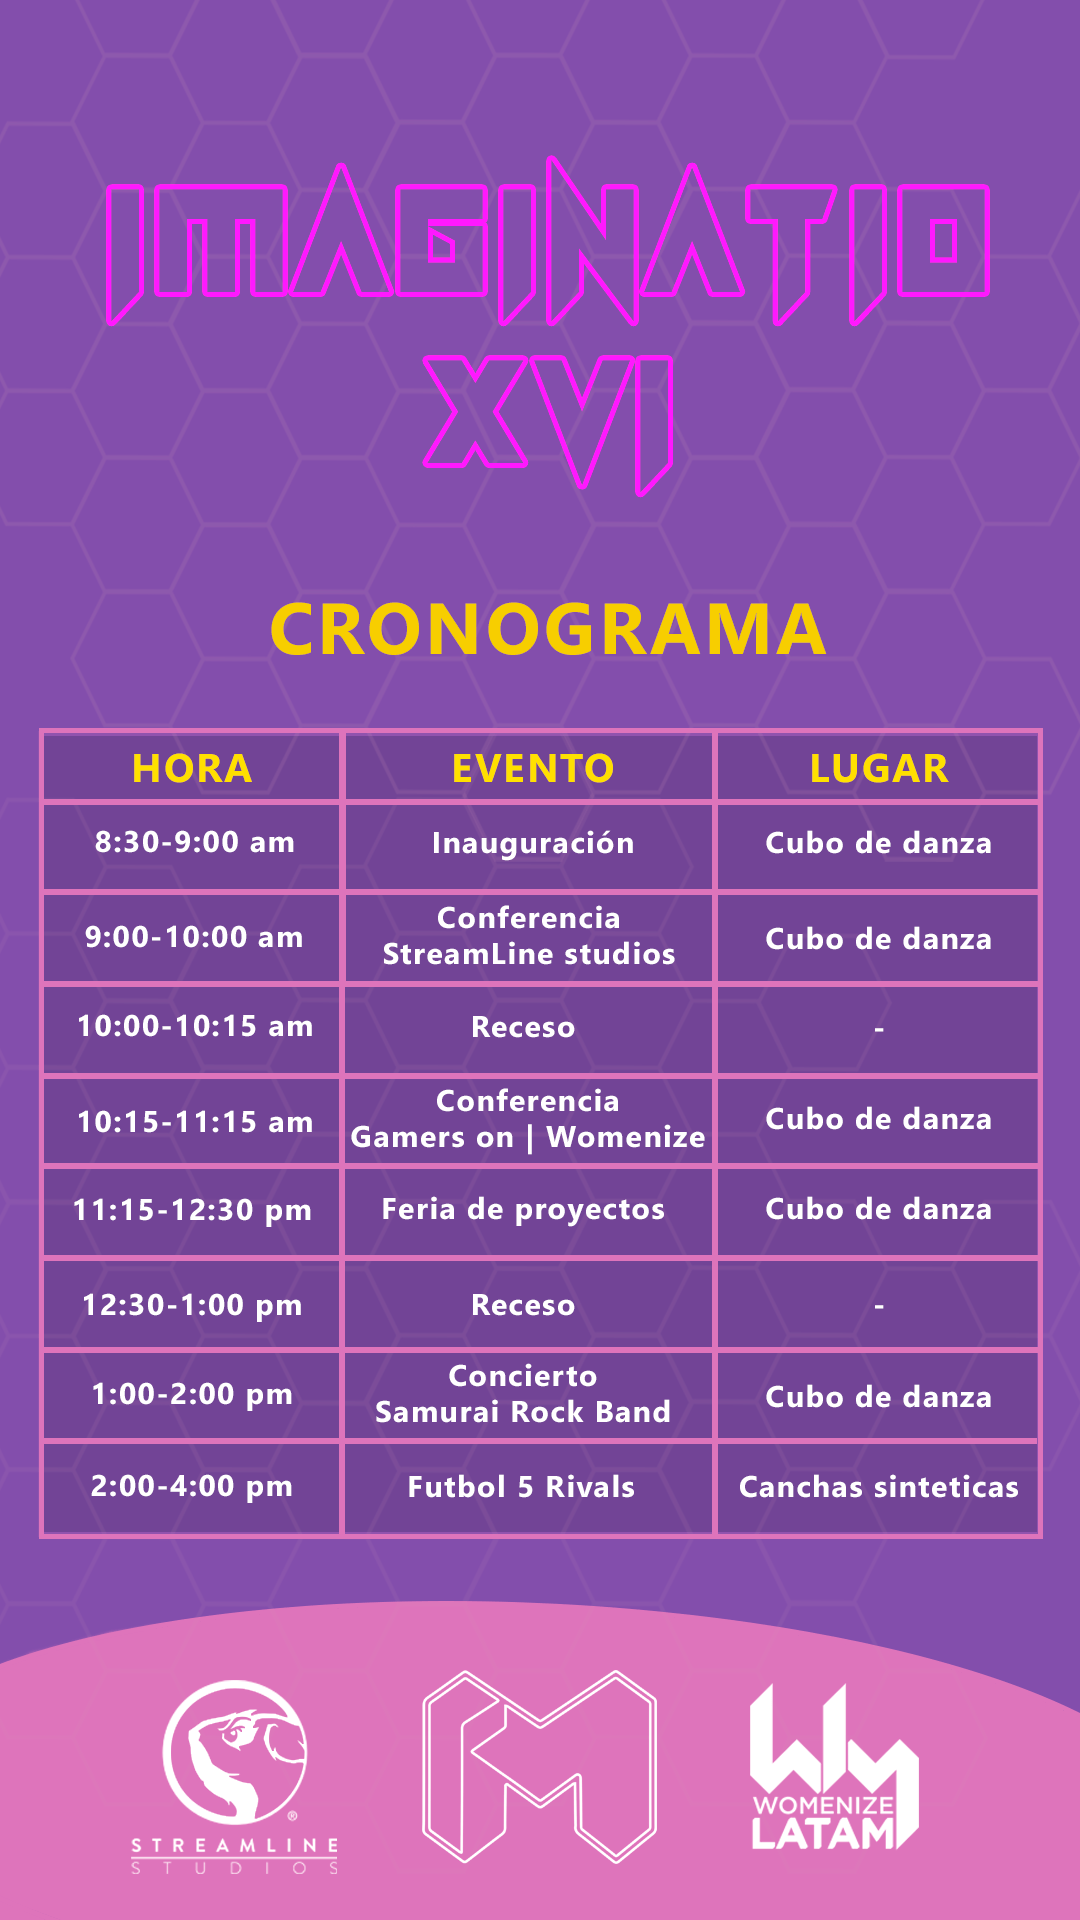 IMAGINATIO
XVI
CRONOGRAMA
HORA EVENTO LUGAR
8:30-9:00 am Inauguración Cubo de danza
9:00-10:00 am Conferencia
StreamLine studios Cubo de danza
10:00-10:15 am Receso -
10:15-11:15 am Conferencia
Gamers on | Womenize Cubo de danza
11:15-12:30 pm Feria de proyectos Cubo de danza
12:30-1:00 pm Receso -
1:00-2:00 pm Concierto
Samurai Rock Band Cubo de danza
2:00-4:00 pm Futbol 5 Rivals Canchas sinteticas
®
STREAMLINE
STUDIOS
WOMENIZE
LATAM